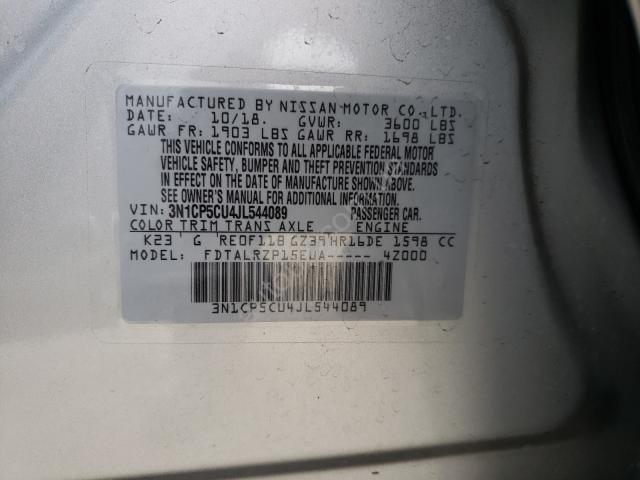 MANUFACTURED BY NISSAN MOTOR CO., LTD.
DATE: 10/18. GVWR: 3600 LBS
GAWR FR: 1903 LBS GAWR RR: 1698 LBS
THIS VEHICLE CONFORMS TO ALL APPLICABLE FEDERAL MOTOR
VEHICLE SAFETY, BUMPER AND THEFT PREVENTION STANDARDS
IN EFFECT ON THE DATE OF MANUFACTURE SHOWN ABOVE.
SEE OWNER'S MANUAL FOR ADDITIONAL INFORMATION.
VIN: 3N1CP5CU4JL544089 PASSENGER CAR.
COLOR TRIM TRANS AXLE ENGINE
K23 G RE0F11B GZ39 HR16DE 1598 CC
MODEL: FDTALRZP15EUA----- 4Z000
3N1CP5CU4JL544089